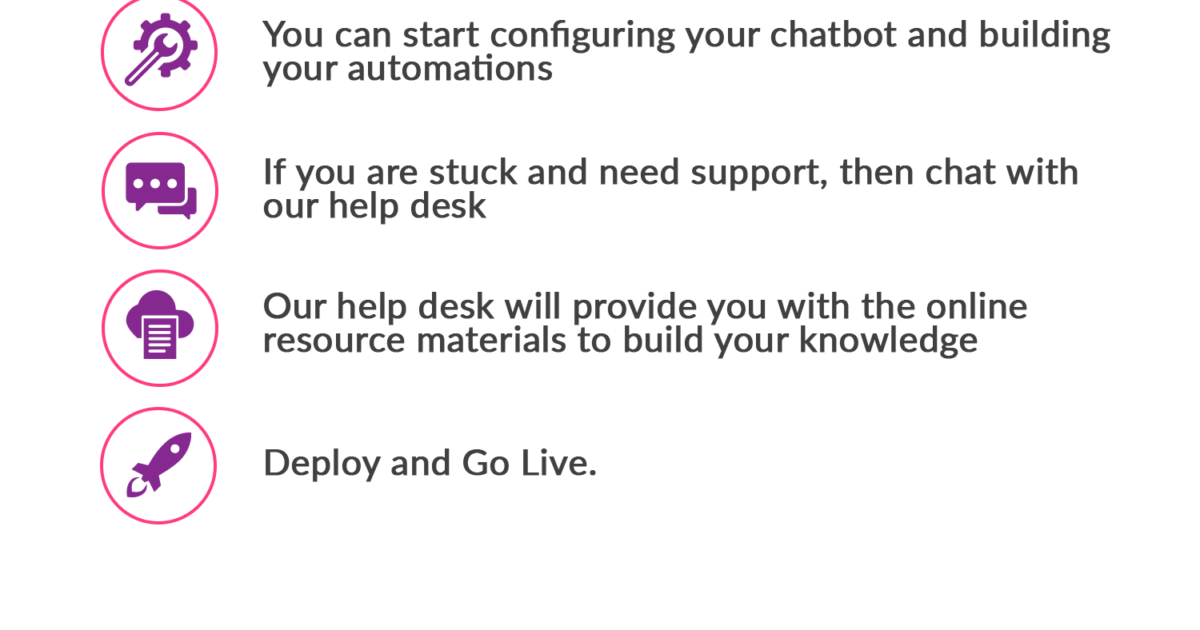 You can start configuring your chatbot and building
your automations
If you are stuck and need support, then chat with
our help desk
Our help desk will provide you with the online
resource materials to build your knowledge
Deploy and Go Live.